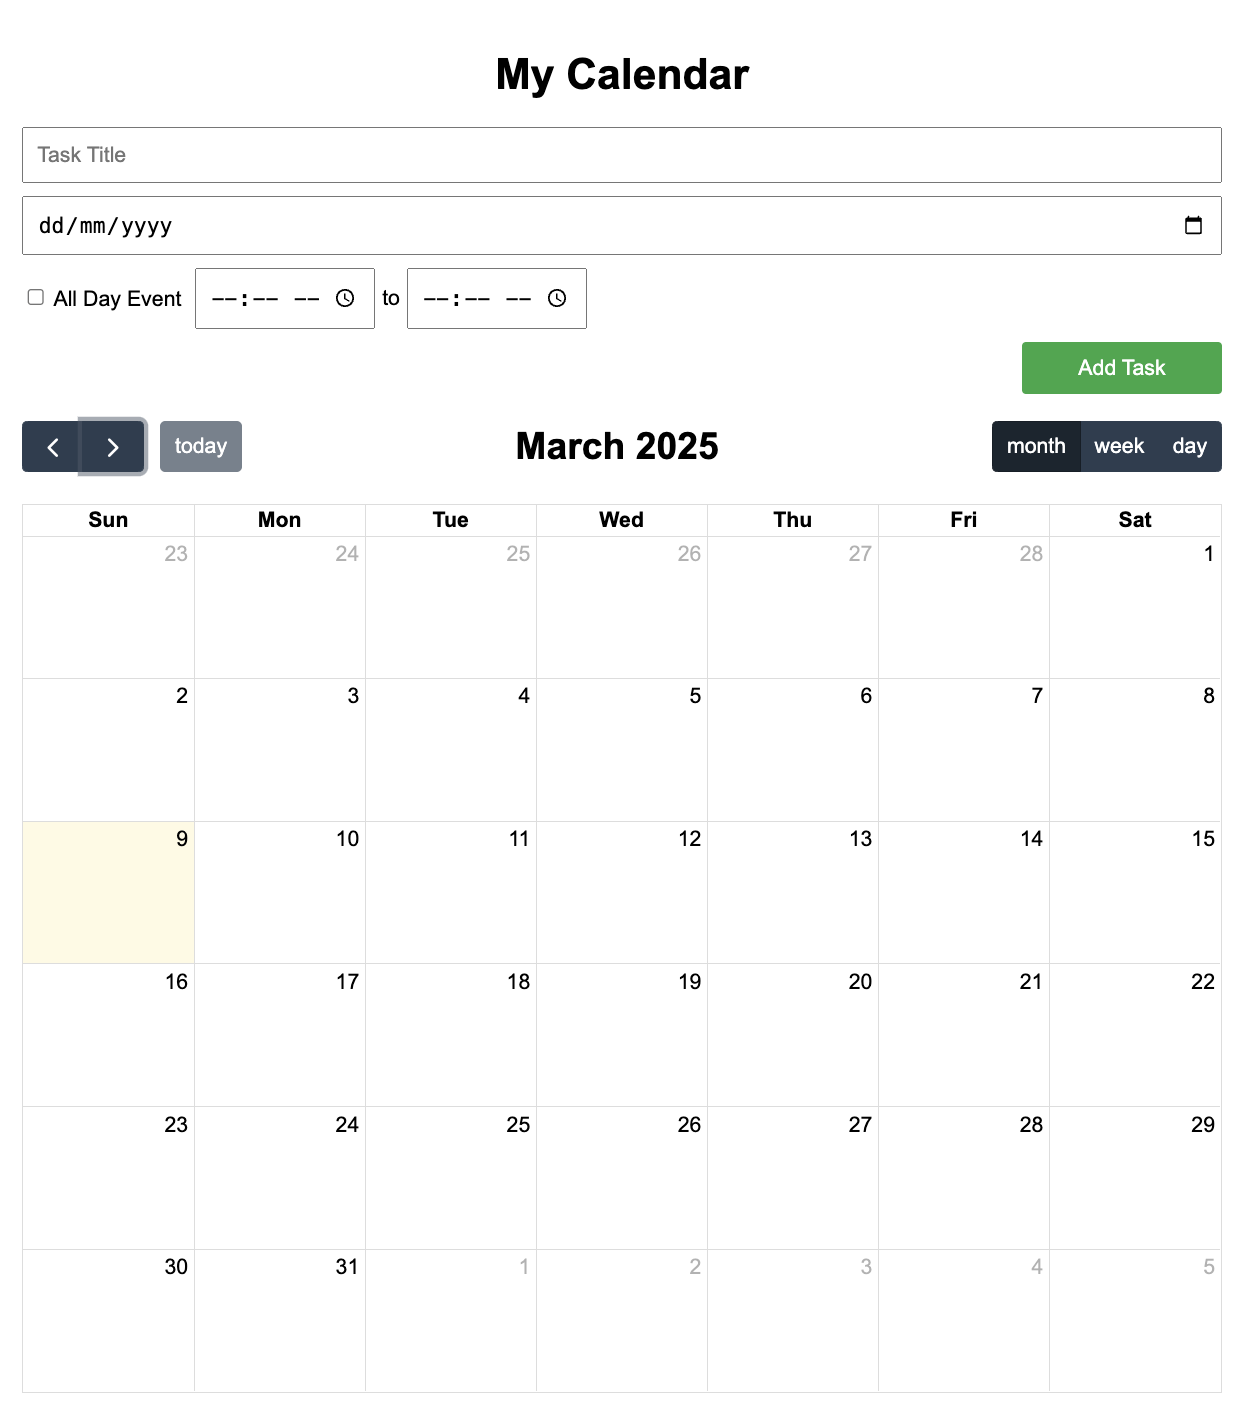 My Calendar
Task Title
dd/mm/yyyy
All Day Event --:-- -- to --:-- --
Add Task
today March 2025 month week day
Sun Mon Tue Wed Thu Fri Sat
23 24 25 26 27 28 1
2 3 4 5 6 7 8
9 10 11 12 13 14 15
16 17 18 19 20 21 22
23 24 25 26 27 28 29
30 31 1 2 3 4 5